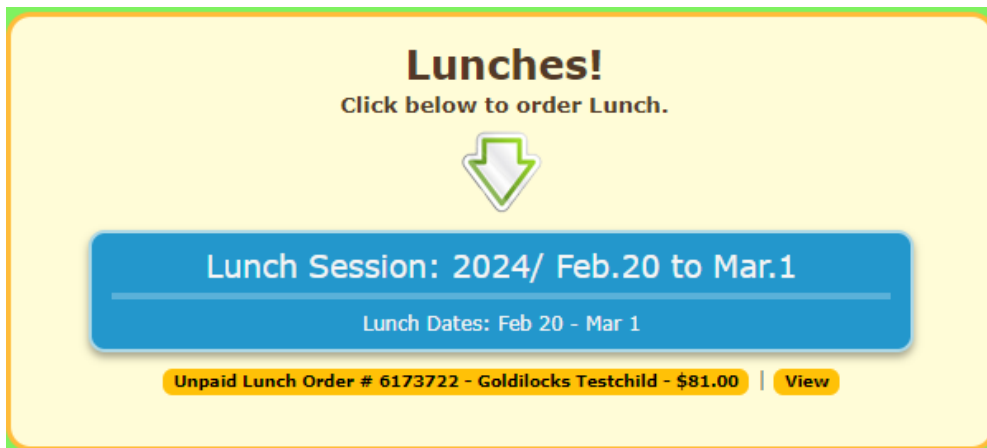 Lunches!
Click below to order Lunch.
Lunch Session: 2024/ Feb.20 to Mar.1
Lunch Dates: Feb 20 - Mar 1
Unpaid Lunch Order # 6173722 - Goldilocks Testchild - $81.00 | View